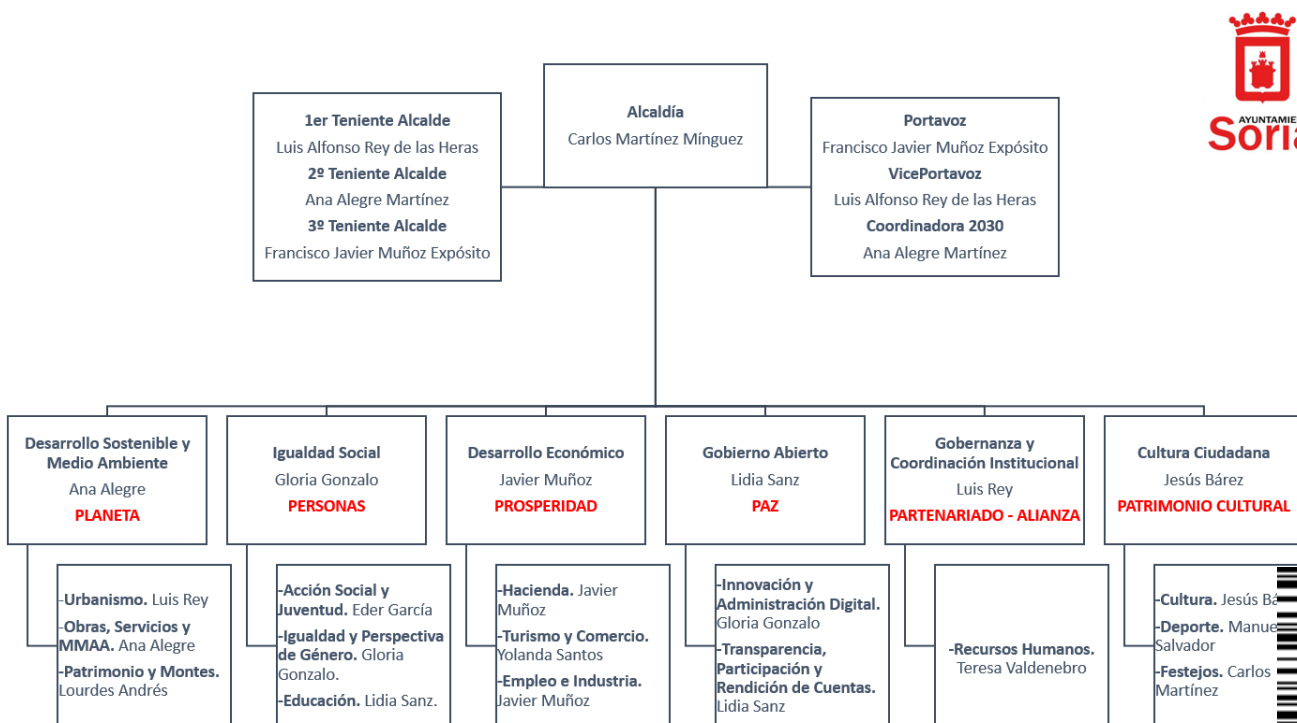 AYUNTAMIE
Soria
Alcaldía
Carlos Martínez Mínguez
1er Teniente Alcalde
Luis Alfonso Rey de las Heras
2º Teniente Alcalde
Ana Alegre Martínez
3º Teniente Alcalde
Francisco Javier Muñoz Expósito
Portavoz
Francisco Javier Muñoz Expósito
VicePortavoz
Luis Alfonso Rey de las Heras
Coordinadora 2030
Ana Alegre Martínez
Desarrollo Sostenible y
Medio Ambiente
Ana Alegre
PLANETA
-Urbanismo. Luis Rey
-Obras, Servicios y
MMAA. Ana Alegre
-Patrimonio y Montes.
Lourdes Andrés
Igualdad Social
Gloria Gonzalo
PERSONAS
-Acción Social y
Juventud. Eder García
-Igualdad y Perspectiva
de Género. Gloria
Gonzalo.
-Educación. Lidia Sanz.
Desarrollo Económico
Javier Muñoz
PROSPERIDAD
-Hacienda. Javier
Muñoz
-Turismo y Comercio.
Yolanda Santos
-Empleo e Industria.
Javier Muñoz
Gobierno Abierto
Lidia Sanz
PAZ
-Innovación y
Administración Digital.
Gloria Gonzalo
-Transparencia,
Participación y
Rendición de Cuentas.
Lidia Sanz
Gobernanza y
Coordinación Institucional
Luis Rey
PARTENARIADO - ALIANZA
-Recursos Humanos.
Teresa Valdenebro
Cultura Ciudadana
Jesús Bárez
PATRIMONIO CULTURAL
-Cultura. Jesús
-Deporte.
Salvador
-Festejos. Carlos
Martínez